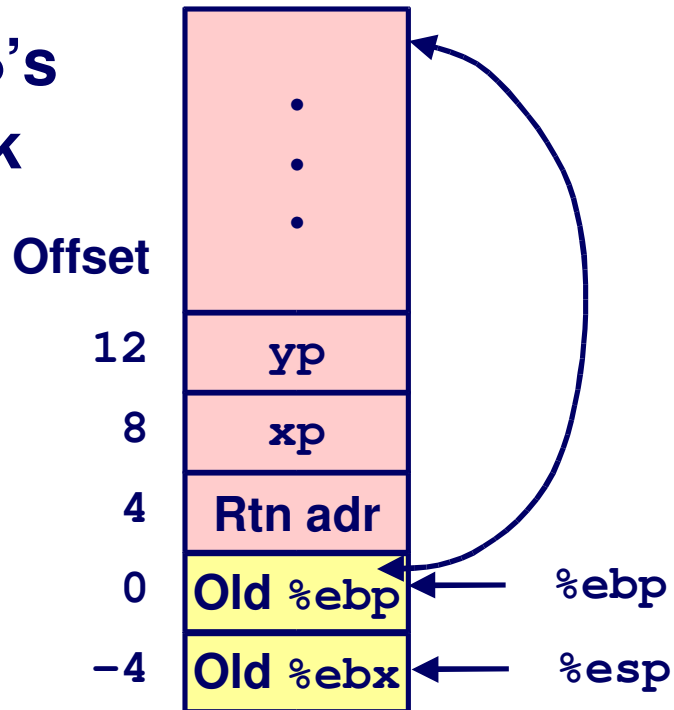 ’s
k
Offset
12 yp
8 xp
4 Rtn adr
0 Old %ebp %ebp
-4 Old %ebx %esp